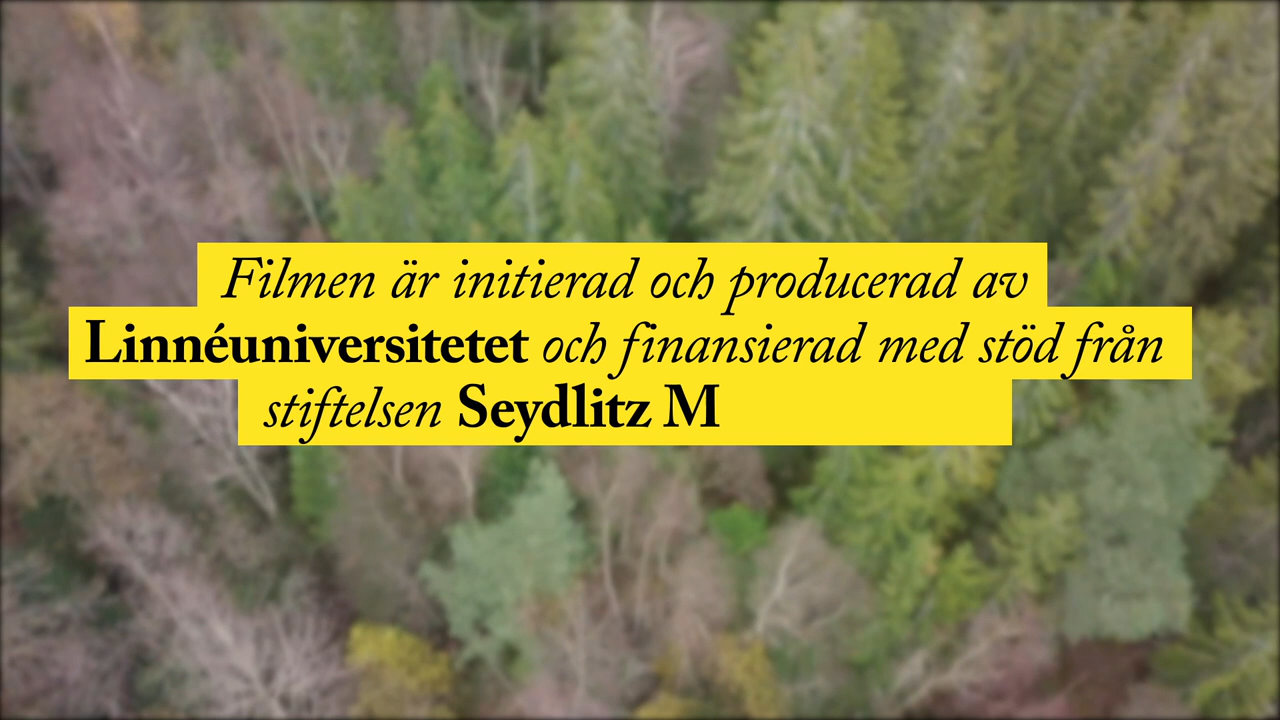 Filmen är initierad och producerad av
Linnéuniversitetet och finansierad med stöd från
stiftelsen Seydlitz M